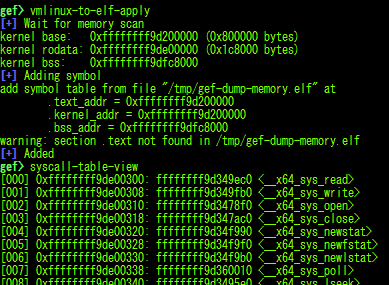 gef> vmlinux-to-elf-apply
[+] Wait for memory scan
kernel base:   0xffffffff9d200000 (0x800000 bytes)
kernel rodata: 0xffffffff9de00000 (0x1c8000 bytes)
kernel bss:    0xffffffff9dfc8000
[+] Adding symbol
add symbol table from file "/tmp/gef-dump-memory.elf" at
        .text_addr = 0xffffffff9d200000
        .kernel_addr = 0xffffffff9d200000
        .bss_addr = 0xffffffff9dfc8000
warning: section .text not found in /tmp/gef-dump-memory.elf
[+] Added
gef> syscall-table-view
[000] 0xffffffff9de00300: ffffffff9d349ec0 <__x64_sys_read>
[001] 0xffffffff9de00308: ffffffff9d349fb0 <__x64_sys_write>
[002] 0xffffffff9de00310: ffffffff9d3478f0 <__x64_sys_open>
[003] 0xffffffff9de00318: ffffffff9d347ac0 <__x64_sys_close>
[004] 0xffffffff9de00320: ffffffff9d34f990 <__x64_sys_newstat>
[005] 0xffffffff9de00328: ffffffff9d34f9f0 <__x64_sys_newfstat>
[006] 0xffffffff9de00330: ffffffff9d34f9b0 <__x64_sys_newlstat>
[007] 0xffffffff9de00338: ffffffff9d360010 <__x64_sys_poll>
[008] 0xffffffff9de00340: ffffffff9d3495e0 <__x64_sys_lseek>